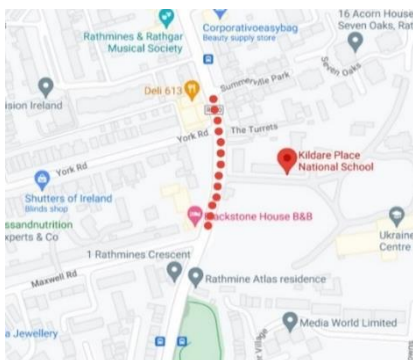 16 Acorn House
Seven Oaks, Rat
Rathmines & Rathgar
Musical Society
Corporativoeasybag
Beauty supply store
Seven Oaks
ision Ireland
Deli 613
Summerville Park
York Rd
The Turrets
Kildare Place
National School
York Rd
Shutters of Ireland
Blinds shop
Blackstone House B&B
ssandnutrition
xperts & Co
Ukraine
Centre
1 Rathmines Crescent
Maxwell Rd
Rathmine Atlas residence
Media World Limited
a Jewellery
e Village